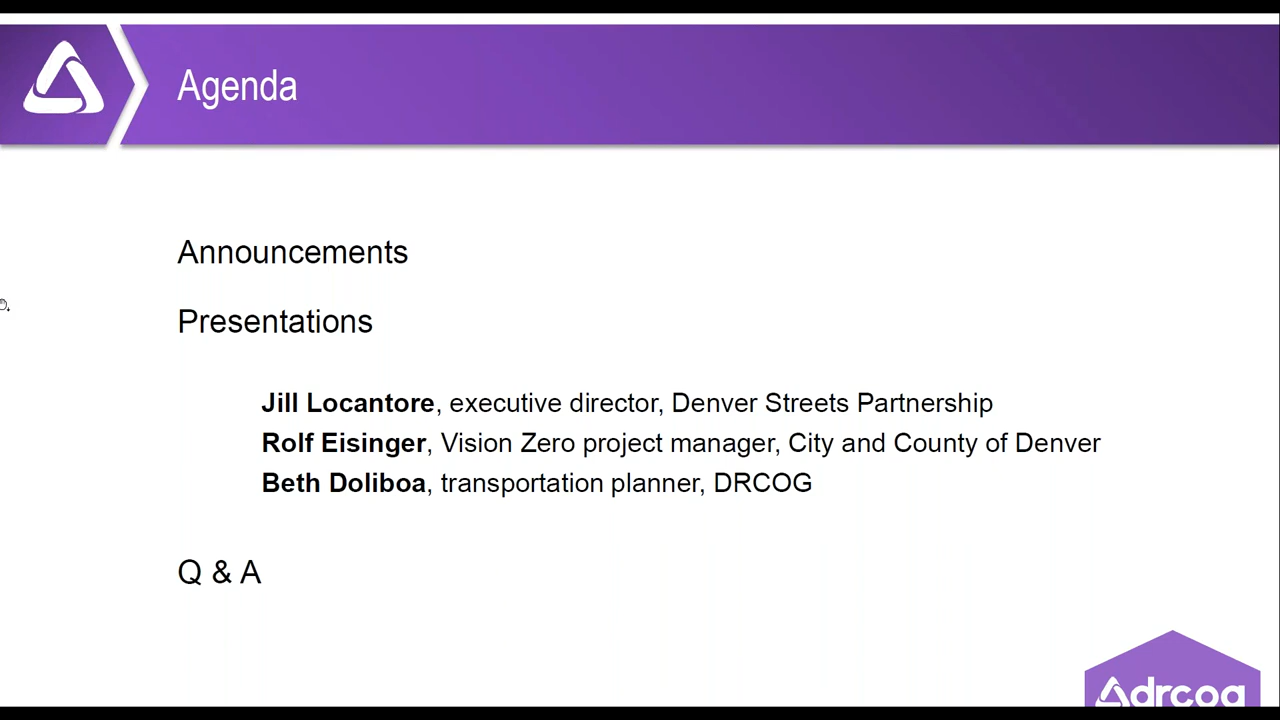 Agenda
Announcements
Presentations
Jill Locantore, executive director, Denver Streets Partnership
Rolf Eisinger, Vision Zero project manager, City and County of Denver
Beth Doliboa, transportation planner, DRCOG
Q & A
drcog